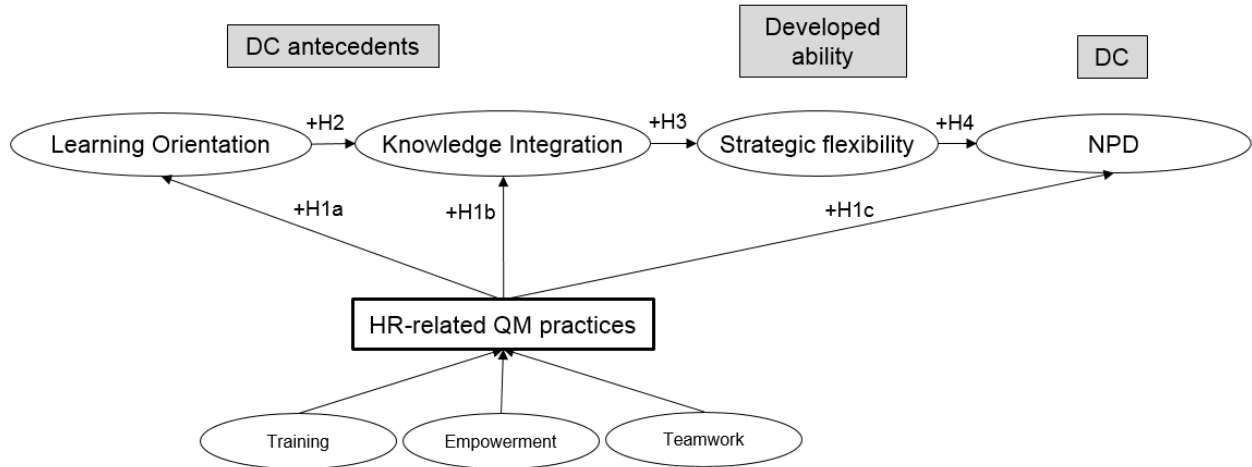 DC antecedents
Developed
ability
DC
+H2
+H3
+H4
Learning Orientation
Knowledge Integration
Strategic flexibility
NPD
+H1a
+H1b
+H1c
HR-related QM practices
Training
Empowerment
Teamwork